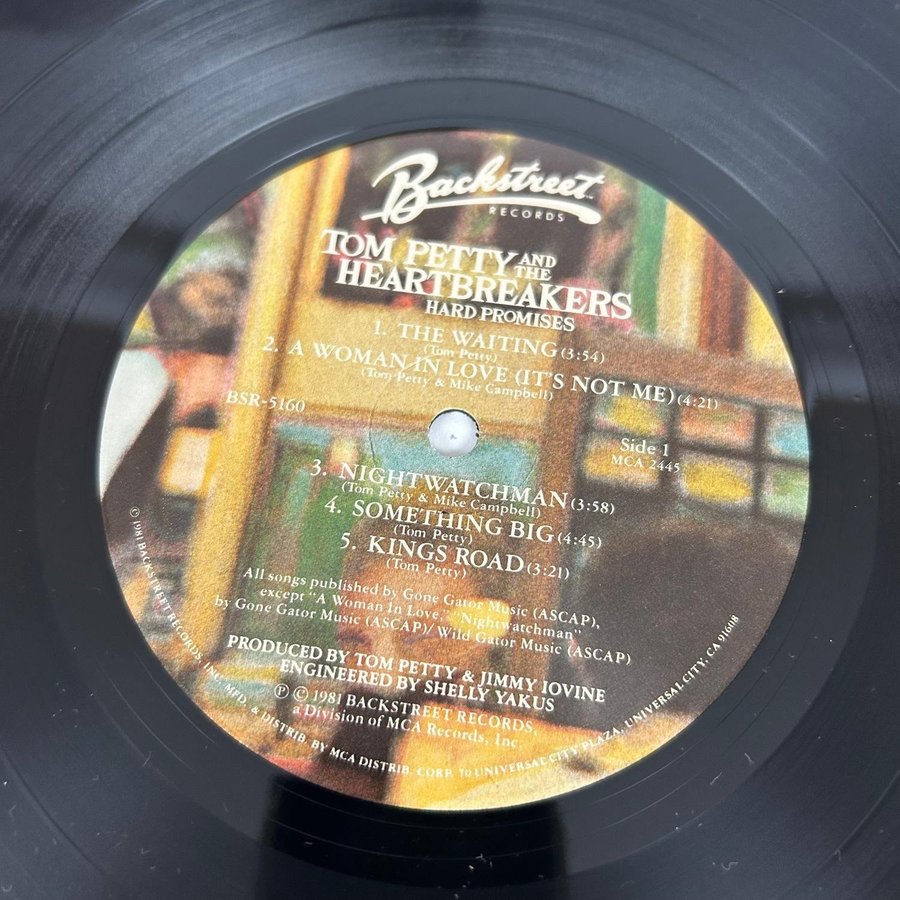 Backstreet™
RECORDS
TOM PETTY AND THE
HEARTBREAKERS
HARD PROMISES
1. THE WAITING (3:54)
(Tom Petty)
2. A WOMAN IN LOVE (IT'S NOT ME) (4:21)
(Tom Petty & Mike Campbell)
BSR-5160
Side 1
MCA 2445
3. NIGHTWATCHMAN (3:58)
(Tom Petty & Mike Campbell)
4. SOMETHING BIG (4:45)
(Tom Petty)
5. KINGS ROAD (3:21)
(Tom Petty)
All songs published by Gone Gator Music (ASCAP),
except "A Woman In Love," "Nightwatchman"
by Gone Gator Music (ASCAP)/ Wild Gator Music (ASCAP)
PRODUCED BY TOM PETTY & JIMMY IOVINE
ENGINEERED BY SHELLY YAKUS
℗ © 1981 BACKSTREET RECORDS,
a Division of MCA Records, Inc.
© 1981 BACKSTREET RECORDS, INC. MFD. & DISTRIB. BY MCA DISTRIB. CORP. 70 UNIVERSAL CITY PLAZA, UNIVERSAL CITY, CA 91608